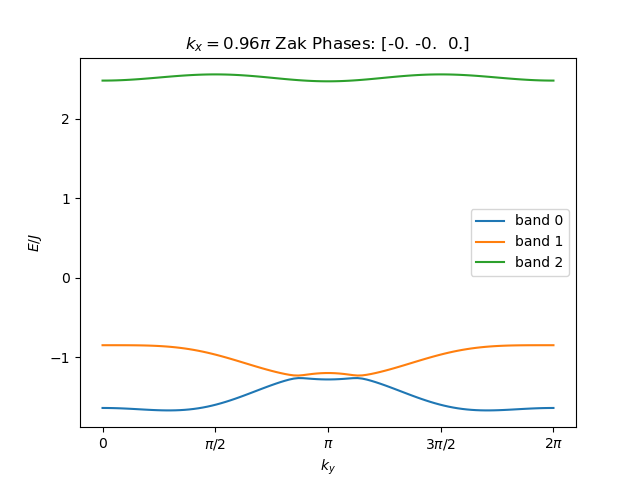 $k_x = 0.96\pi$ Zak Phases: [-0. -0. 0.]
E/J
2
1
0
−1
band 0
band 1
band 2
0
π/2
π
3π/2
2π
$k_y$